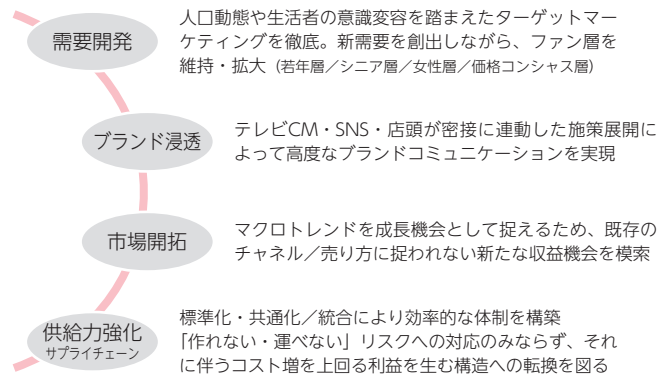 需要開発
人口動態や生活者の意識変容を踏まえたターゲットマー
ケティングを徹底。新需要を創出しながら、ファン層を
維持・拡大（若年層／シニア層／女性層／価格コンシャス層）
ブランド浸透
テレビCM・SNS・店頭が密接に連動した施策展開に
よって高度なブランドコミュニケーションを実現
市場開拓
マクロトレンドを成長機会として捉えるため、既存の
チャネル／売り方に捉われない新たな収益機会を模索
供給力強化
サプライチェーン
標準化・共通化／統合により効率的な体制を構築
「作れない・運べない」リスクへの対応のみならず、それ
に伴うコスト増を上回る利益を生む構造への転換を図る